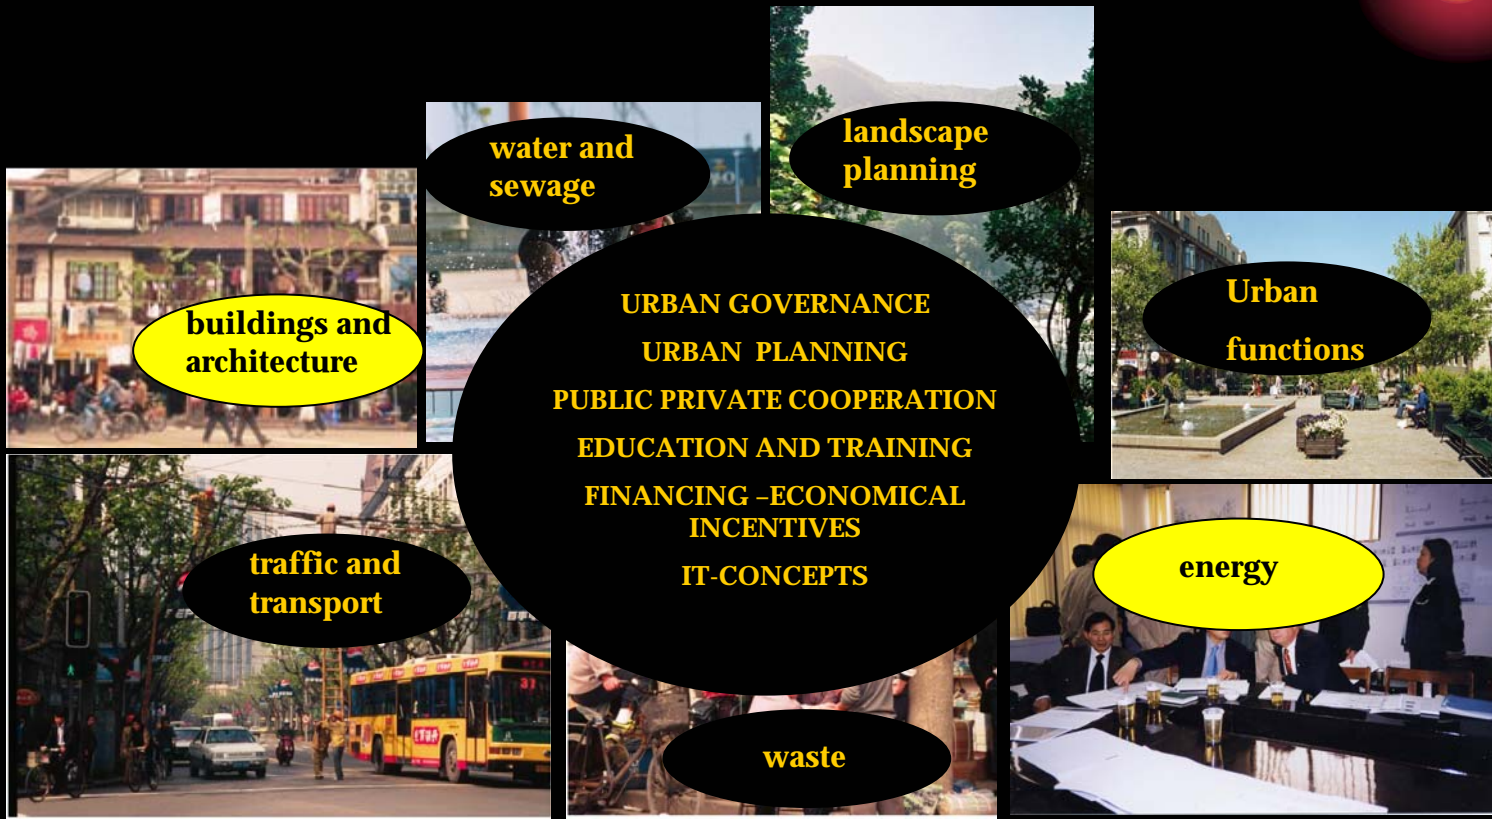 water and
sewage
landscape
planning
buildings and
architecture
Urban
functions
URBAN GOVERNANCE
URBAN PLANNING
PUBLIC PRIVATE COOPERATION
EDUCATION AND TRAINING
FINANCING –ECONOMICAL
INCENTIVES
IT-CONCEPTS
traffic and
transport
energy
waste
31